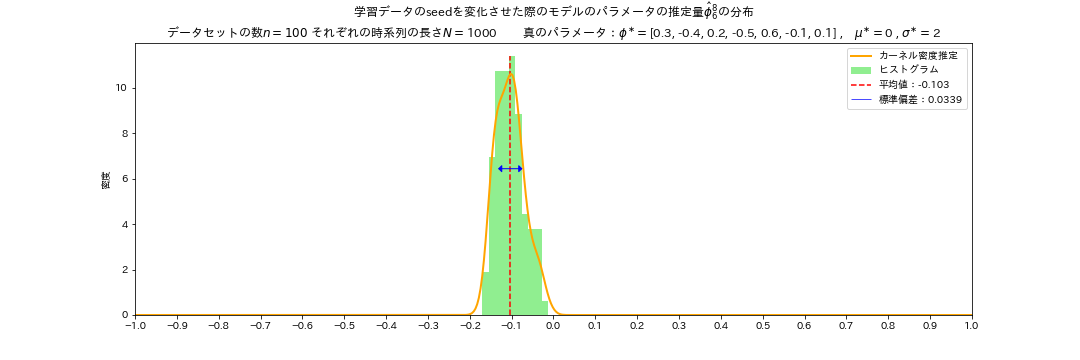 学習データのseedを変化させた際のモデルのパラメータの推定量$\hat{\phi}_6^8$の分布
データセットの数n = 100 それぞれの時系列の長さN = 1000 真のパラメータ：ϕ* = [0.3, -0.4, 0.2, -0.5, 0.6, -0.1, 0.1] , μ* = 0 , σ* = 2
カーネル密度推定
ヒストグラム
平均値：-0.103
標準偏差：0.0339
密度
10
8
6
4
2
0
−1.0 −0.9 −0.8 −0.7 −0.6 −0.5 −0.4 −0.3 −0.2 −0.1 0.0 0.1 0.2 0.3 0.4 0.5 0.6 0.7 0.8 0.9 1.0